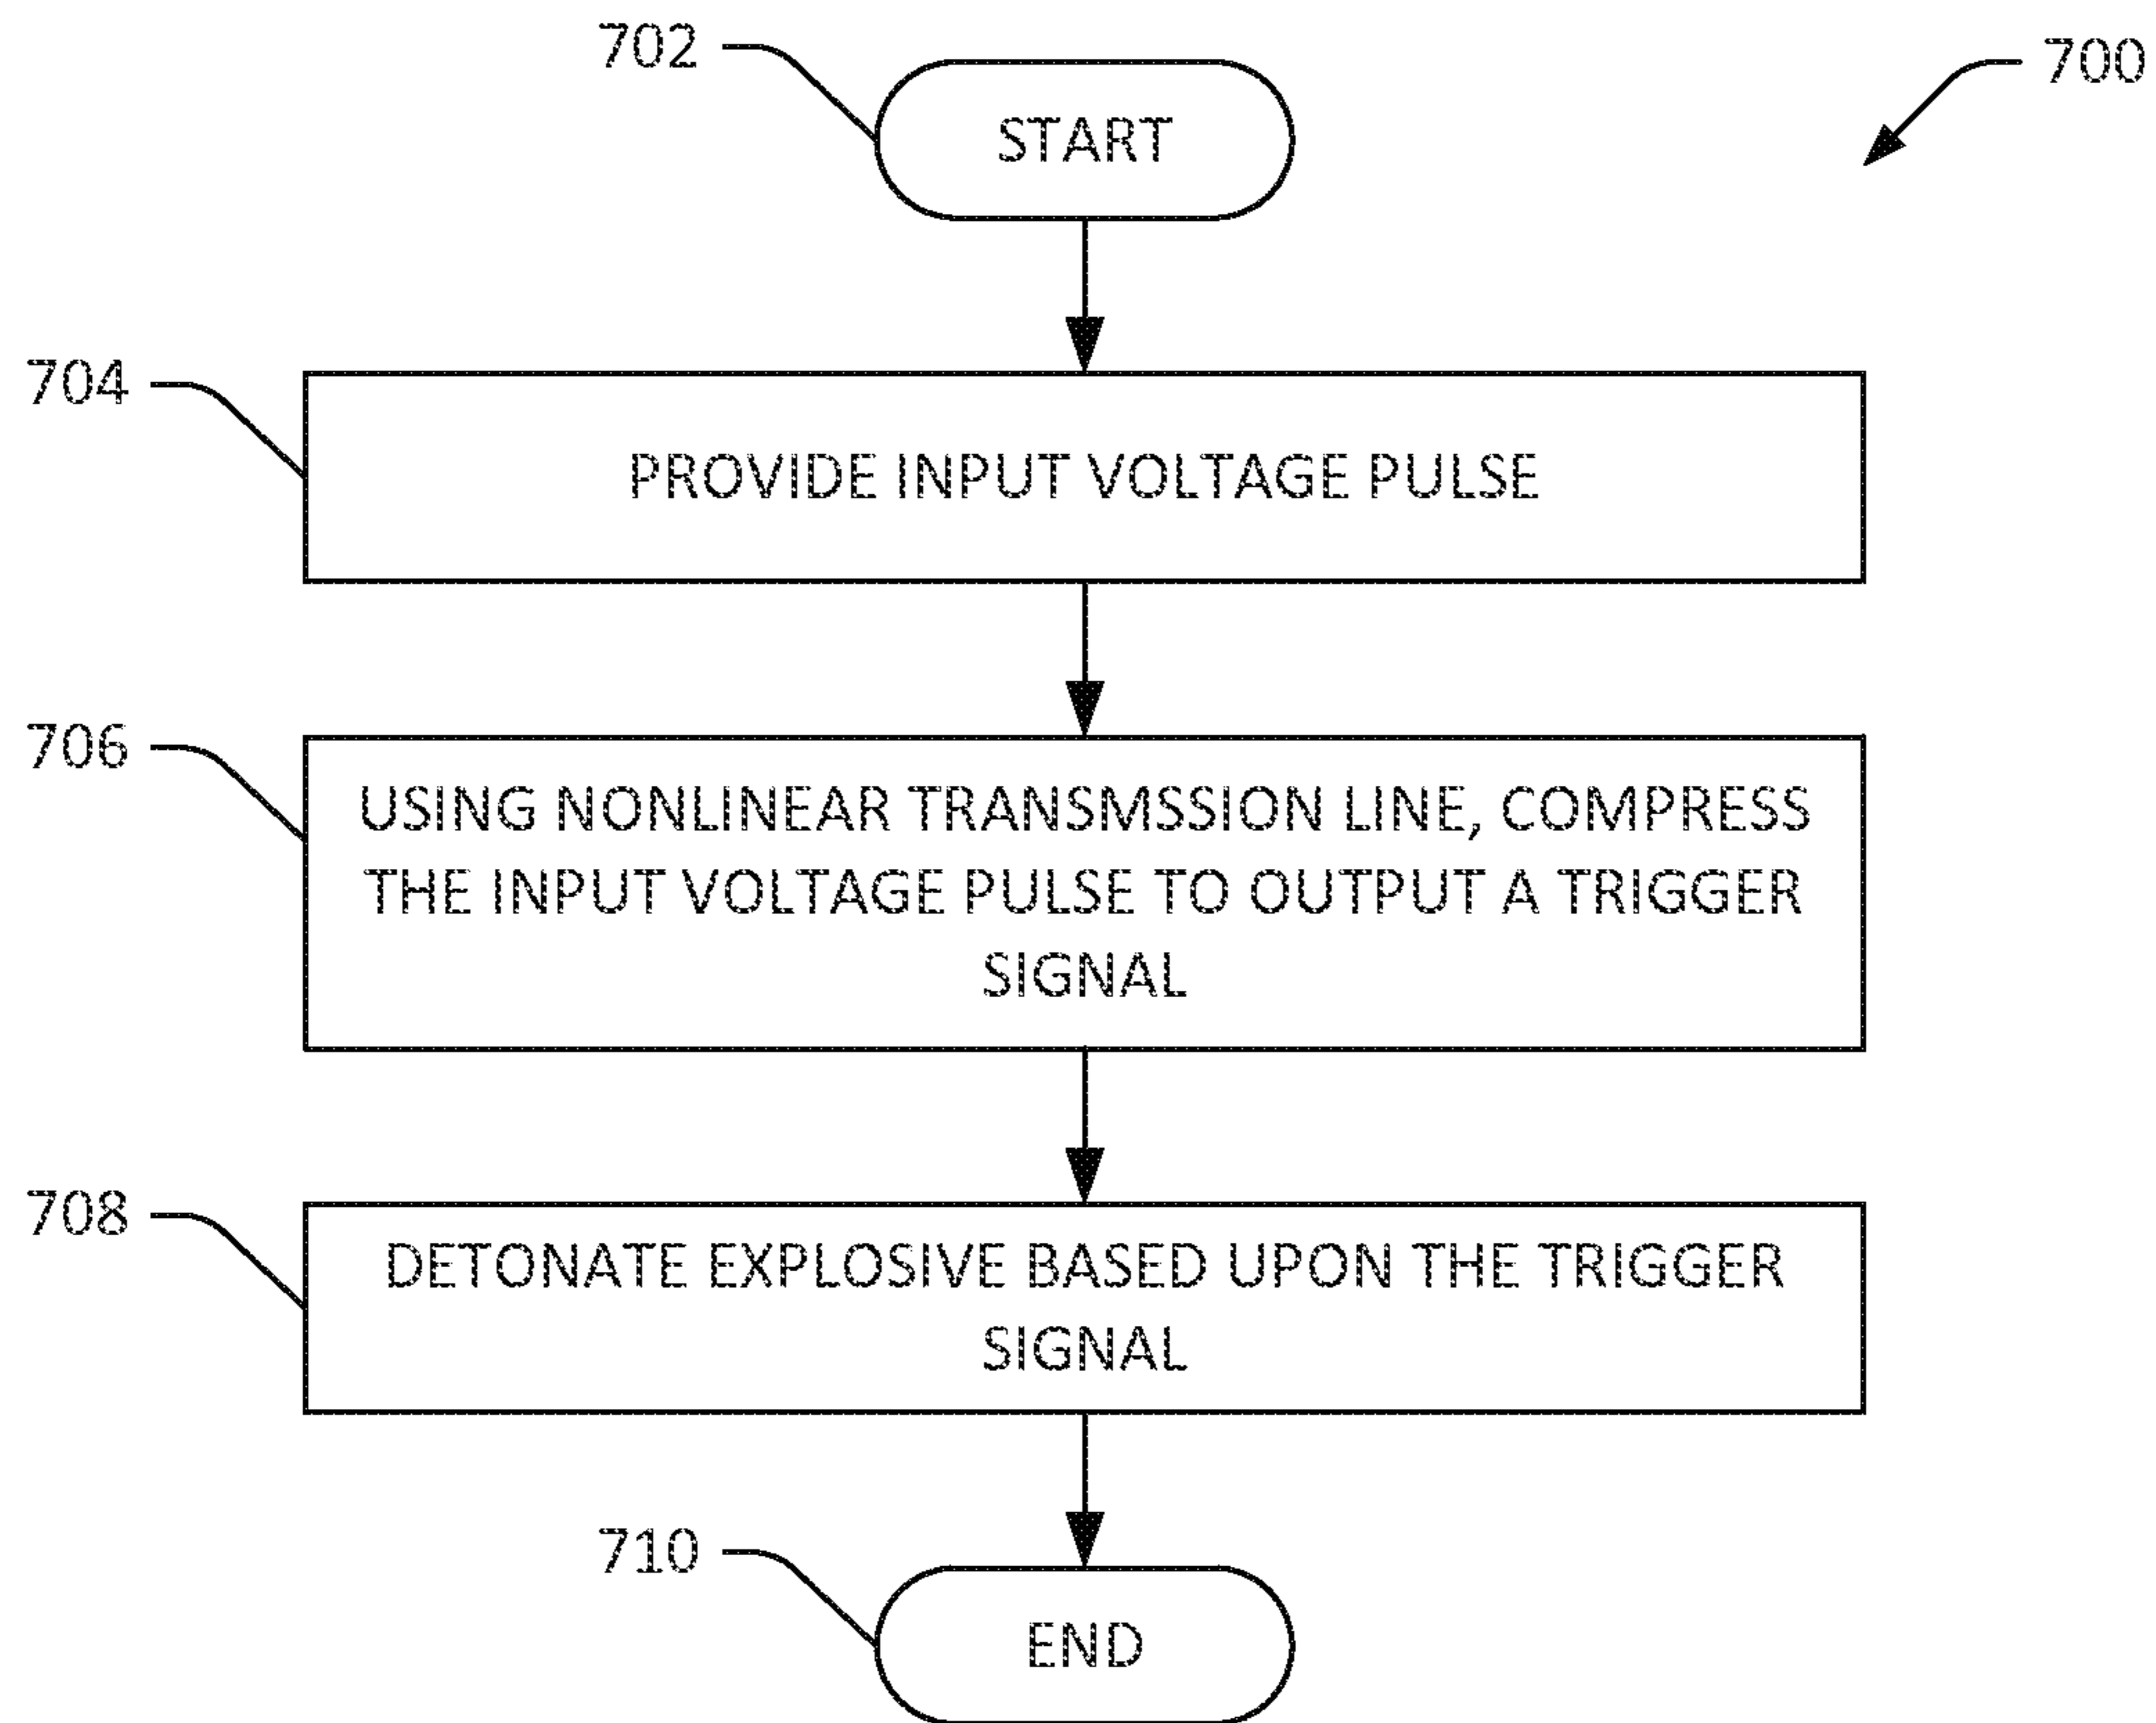 702
700
START
704
PROVIDE INPUT VOLTAGE PULSE
706
USING NONLINEAR TRANSMSSION LINE, COMPRESS
THE INPUT VOLTAGE PULSE TO OUTPUT A TRIGGER
SIGNAL
708
DETONATE EXPLOSIVE BASED UPON THE TRIGGER
SIGNAL
710
END